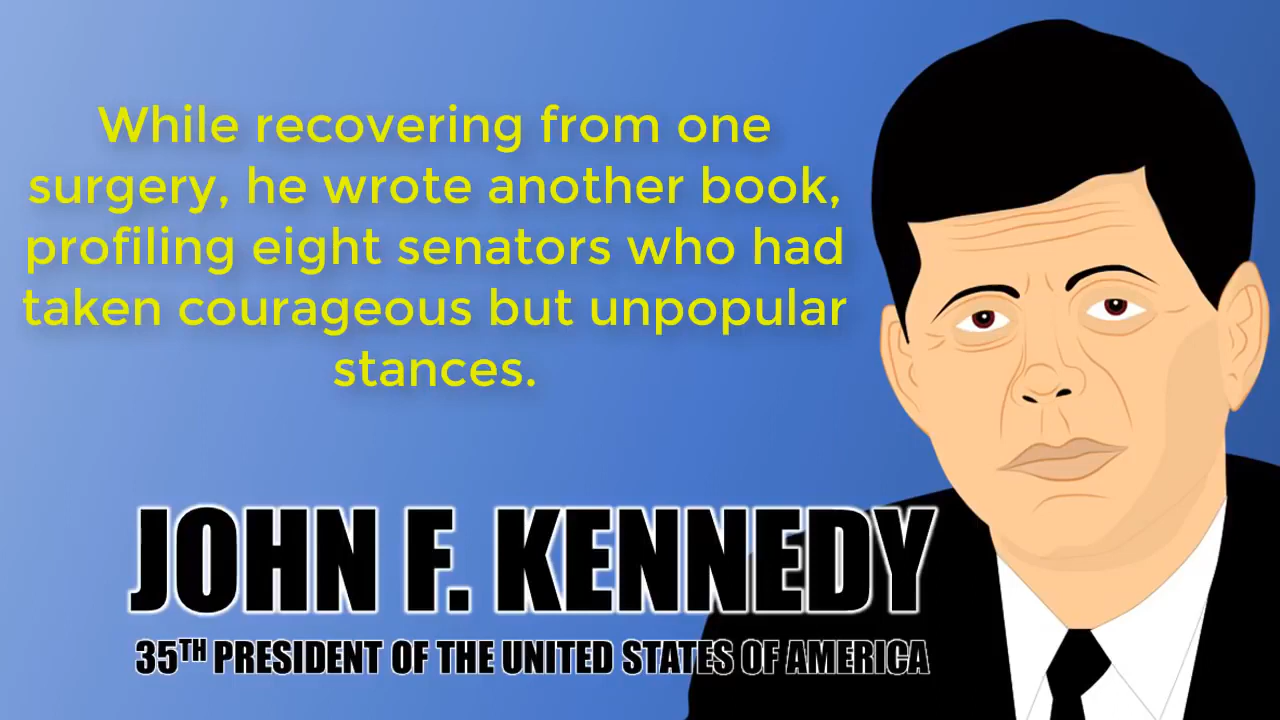 While recovering from one
surgery, he wrote another book,
profiling eight senators who had
taken courageous but unpopular
stances.
JOHN F. KENNEDY
35TH PRESIDENT OF THE UNITED STATES OF AMERICA